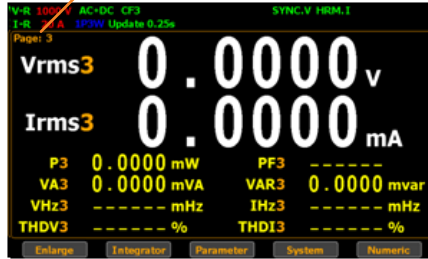 V-R 1000 V AC+DC CF3 SYNC.V HRM.I
I-R 20 A 1P3W Update 0.25s
Page: 3
Vrms3 0.0000 V
Irms3 0.0000 mA
P3 0.0000 mW PF3 ------
VA3 0.0000 mVA VAR3 0.0000 mvar
VHz3 ------ mHz IHz3 ------ mHz
THDV3 ------ % THDI3 ------ %
Enlarge Integrator Parameter System Numeric